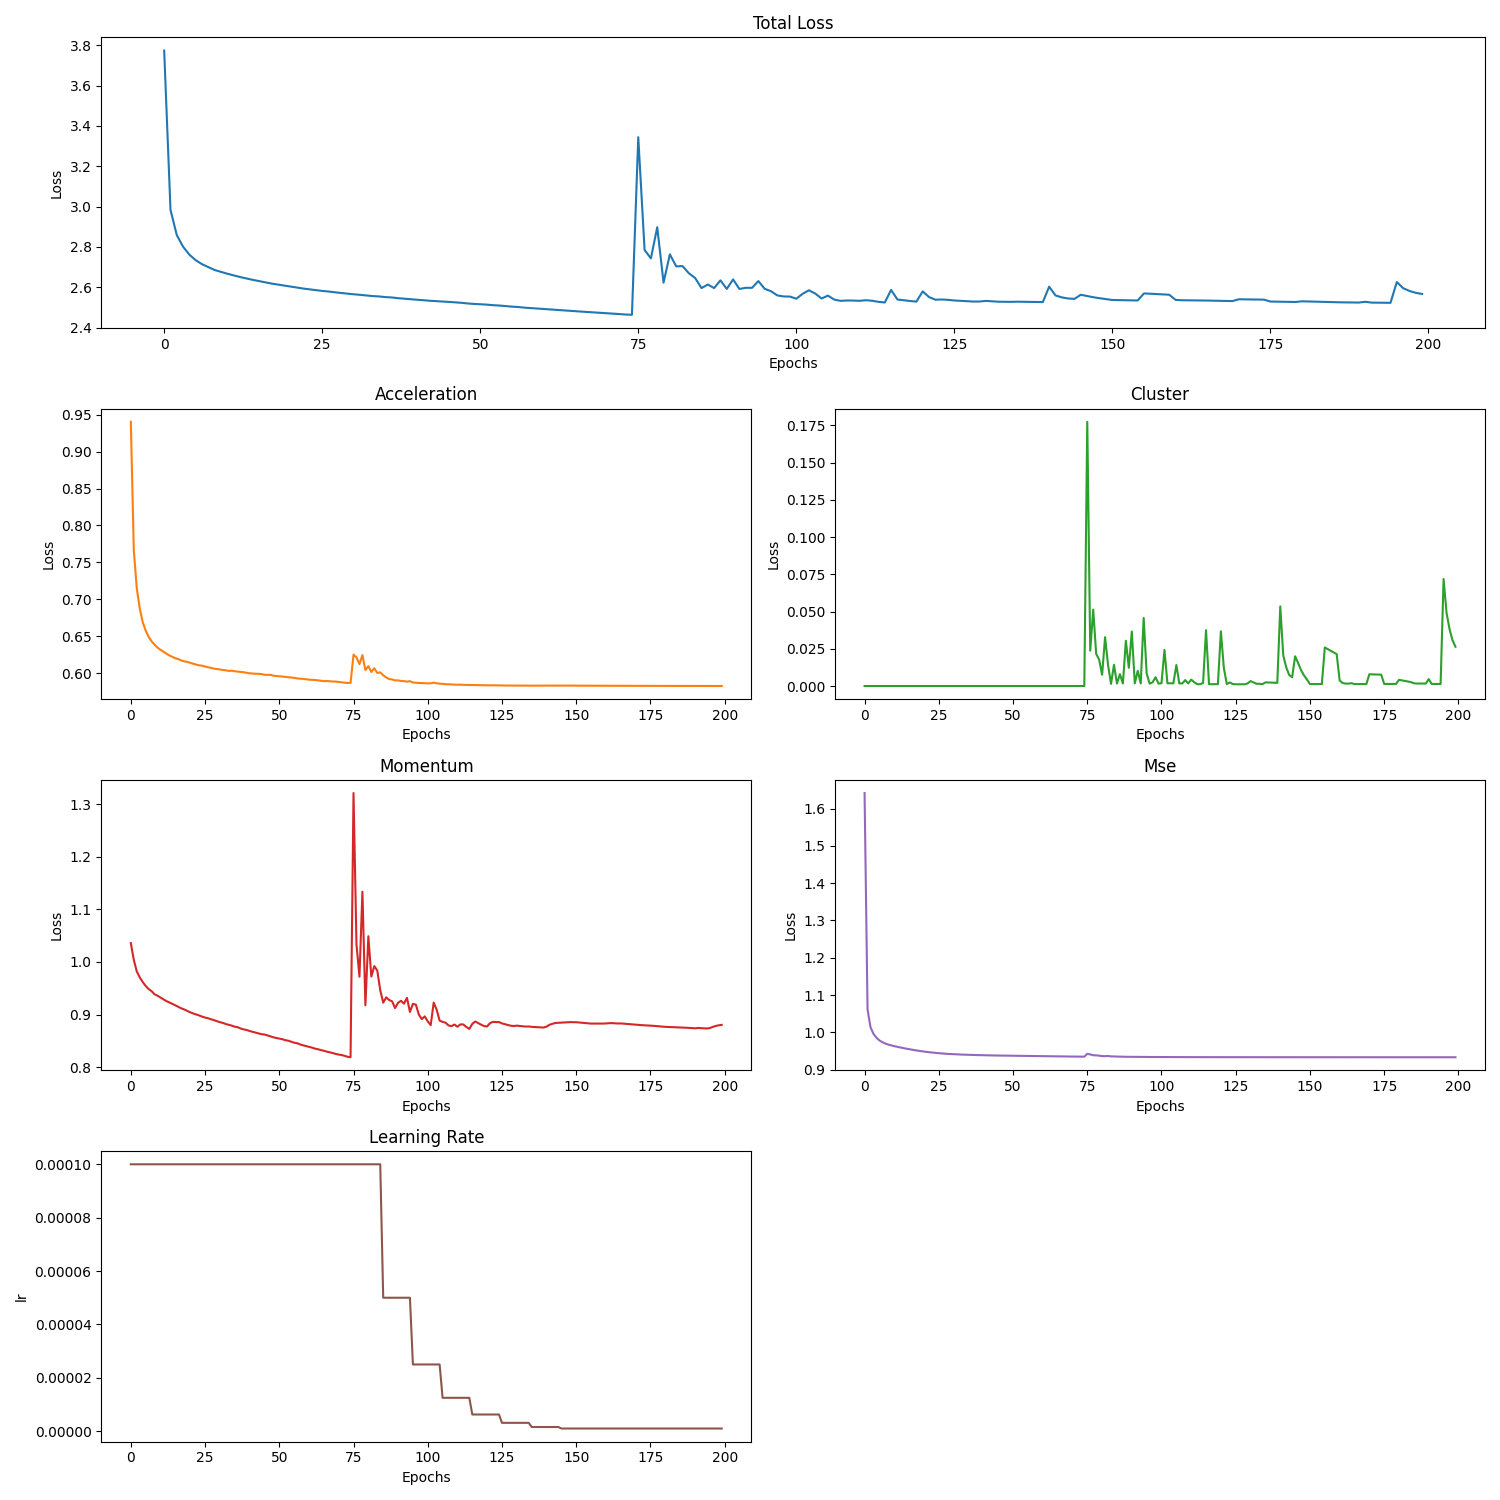 Total Loss
3.8
3.6
3.4
3.2
3.0
2.8
2.6
2.4
Loss
0 25 50 75 100 125 150 175 200
Epochs
Acceleration
0.95
0.90
0.85
0.80
0.75
0.70
0.65
0.60
Loss
0 25 50 75 100 125 150 175 200
Epochs
Cluster
0.175
0.150
0.125
0.100
0.075
0.050
0.025
0.000
Loss
0 25 50 75 100 125 150 175 200
Epochs
Momentum
1.3
1.2
1.1
1.0
0.9
0.8
Loss
0 25 50 75 100 125 150 175 200
Epochs
Mse
1.6
1.5
1.4
1.3
1.2
1.1
1.0
0.9
Loss
0 25 50 75 100 125 150 175 200
Epochs
Learning Rate
0.00010
0.00008
0.00006
0.00004
0.00002
0.00000
lr
0 25 50 75 100 125 150 175 200
Epochs